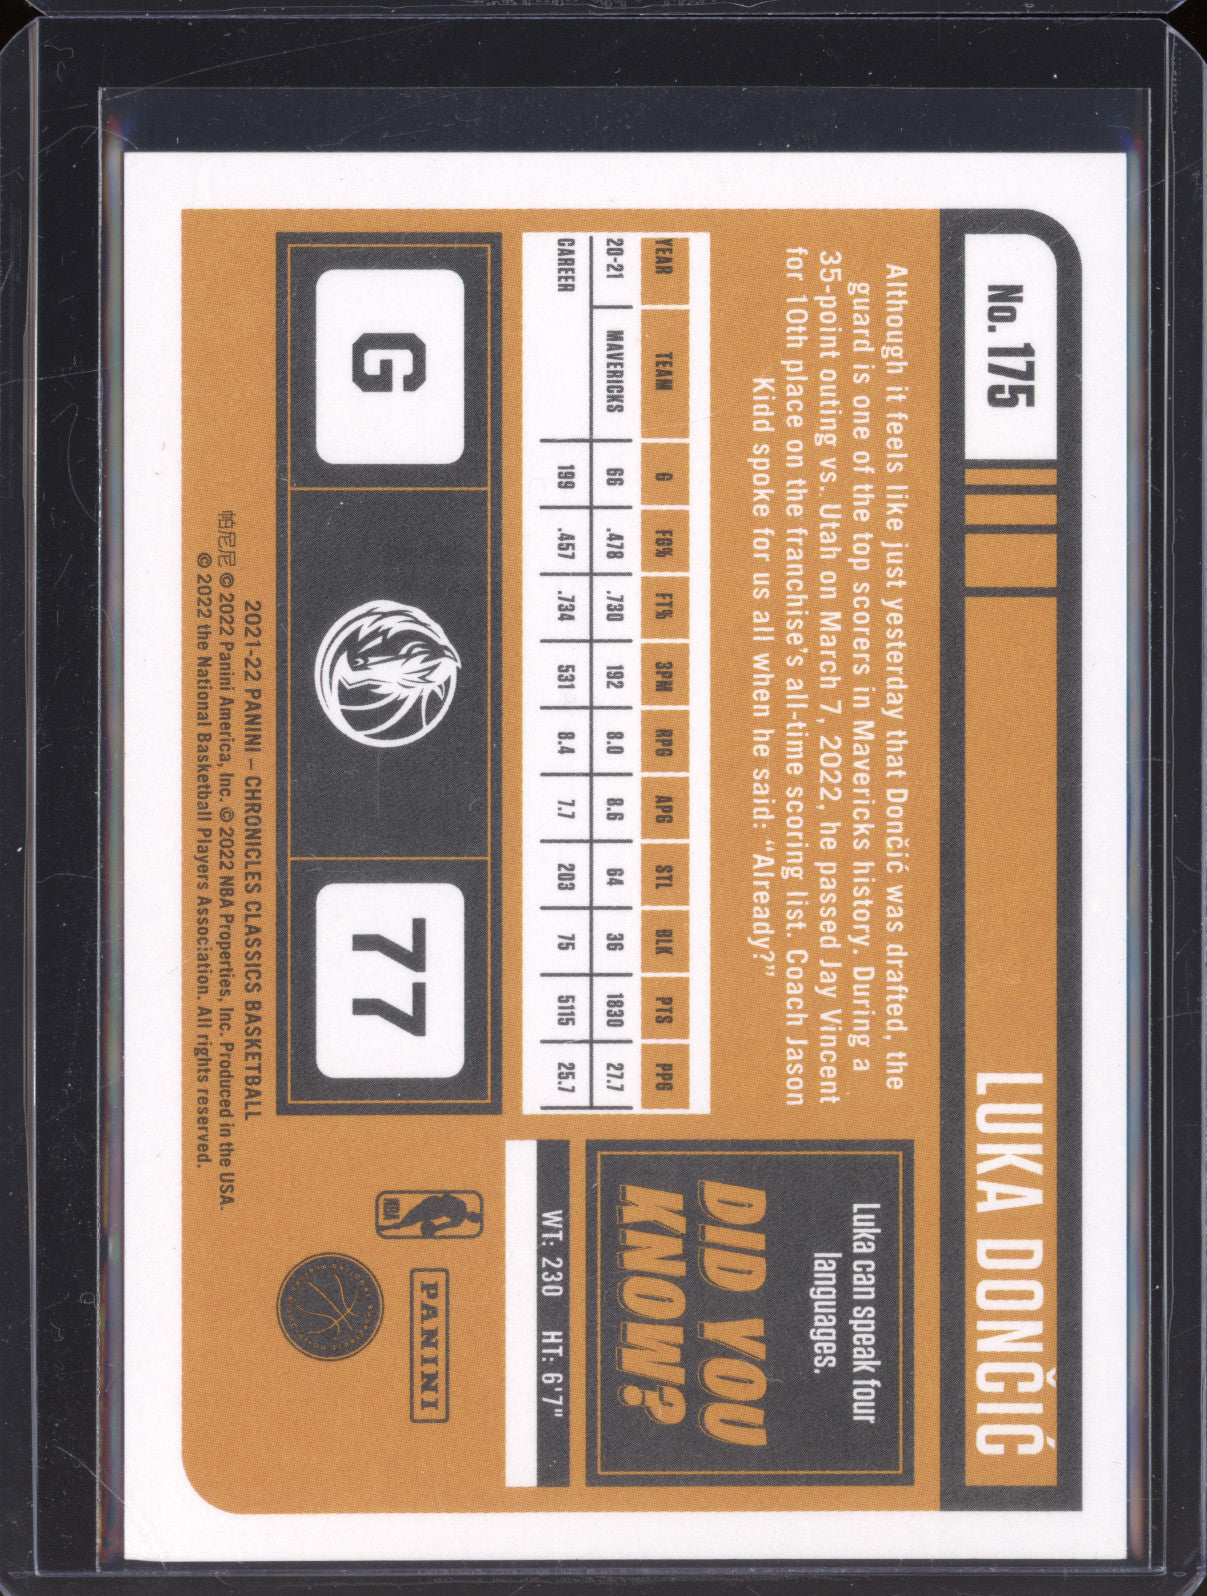 No. 175
LUKA DONČIĆ
Although it feels like just yesterday that Dončić was drafted, the
guard is one of the top scorers in Mavericks history. During a
35-point outing vs. Utah on March 7, 2022, he passed Jay Vincent
for 10th place on the franchise's all-time scoring list. Coach Jason
Kidd spoke for us all when he said: "Already?"
Luka can speak four
languages.
DID YOU
KNOW?
WT: 230 HT: 6'7"
YEAR TEAM G FG% FT% 3PM RPG APG STL BLK PTS PPG
20-21 MAVERICKS 66 .478 .730 192 8.0 8.6 64 36 1830 27.7
CAREER 199 .457 .734 531 8.4 7.7 203 75 5115 25.7
G
77
NBA
PANINI
2021-22 PANINI – CHRONICLES CLASSICS BASKETBALL
帕尼尼 © 2022 Panini America, Inc. © 2022 NBA Properties, Inc. Produced in the USA.
© 2022 the National Basketball Players Association. All rights reserved.